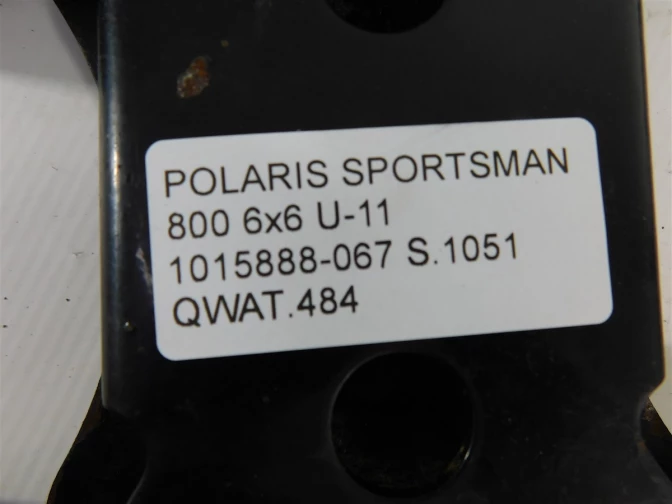 POLARIS SPORTSMAN
800 6x6 U-11
1015888-067 S.1051
QWAT.484